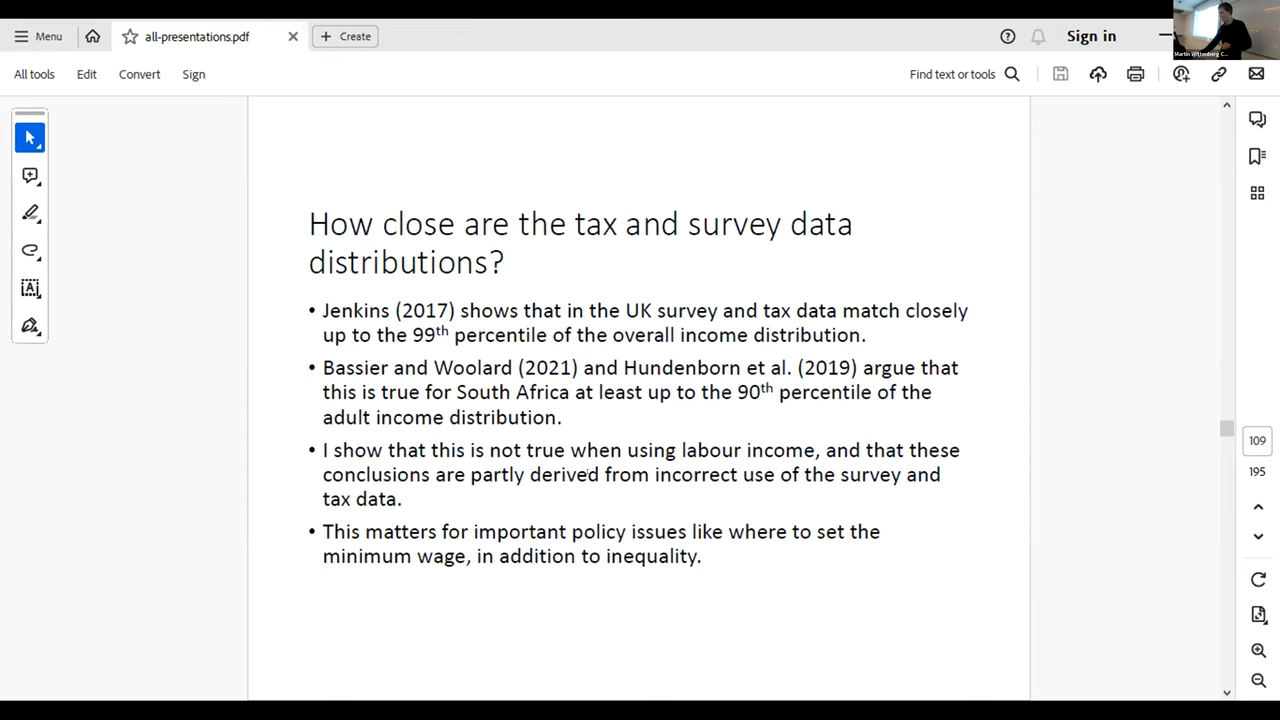 Menu
all-presentations.pdf
Create
Sign in
Martin Wittenberg C...
All tools
Edit
Convert
Sign
Find text or tools
How close are the tax and survey data
distributions?
• Jenkins (2017) shows that in the UK survey and tax data match closely
up to the 99th percentile of the overall income distribution.
• Bassier and Woolard (2021) and Hundenborn et al. (2019) argue that
this is true for South Africa at least up to the 90th percentile of the
adult income distribution.
• I show that this is not true when using labour income, and that these
conclusions are partly derived from incorrect use of the survey and
tax data.
• This matters for important policy issues like where to set the
minimum wage, in addition to inequality.
109
195